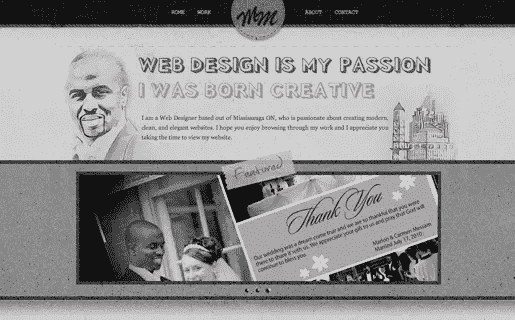 HOME WORK MM ABOUT CONTACT
WEB DESIGN IS MY PASSION
I WAS BORN CREATIVE
I am a Web Designer based out of Mississauga ON, who is passionate about creating modern,
clean, and elegant websites. I hope you enjoy browsing through my work and I appreciate you
taking the time to view my website.
Featured
Thank You
Our wedding was a dream come true and we are so thankful that you were
there to share it with us. We appreciate your gift to us and pray that God will
continue to bless you.
Marlon & Carmen Messam
Married July 17, 2010